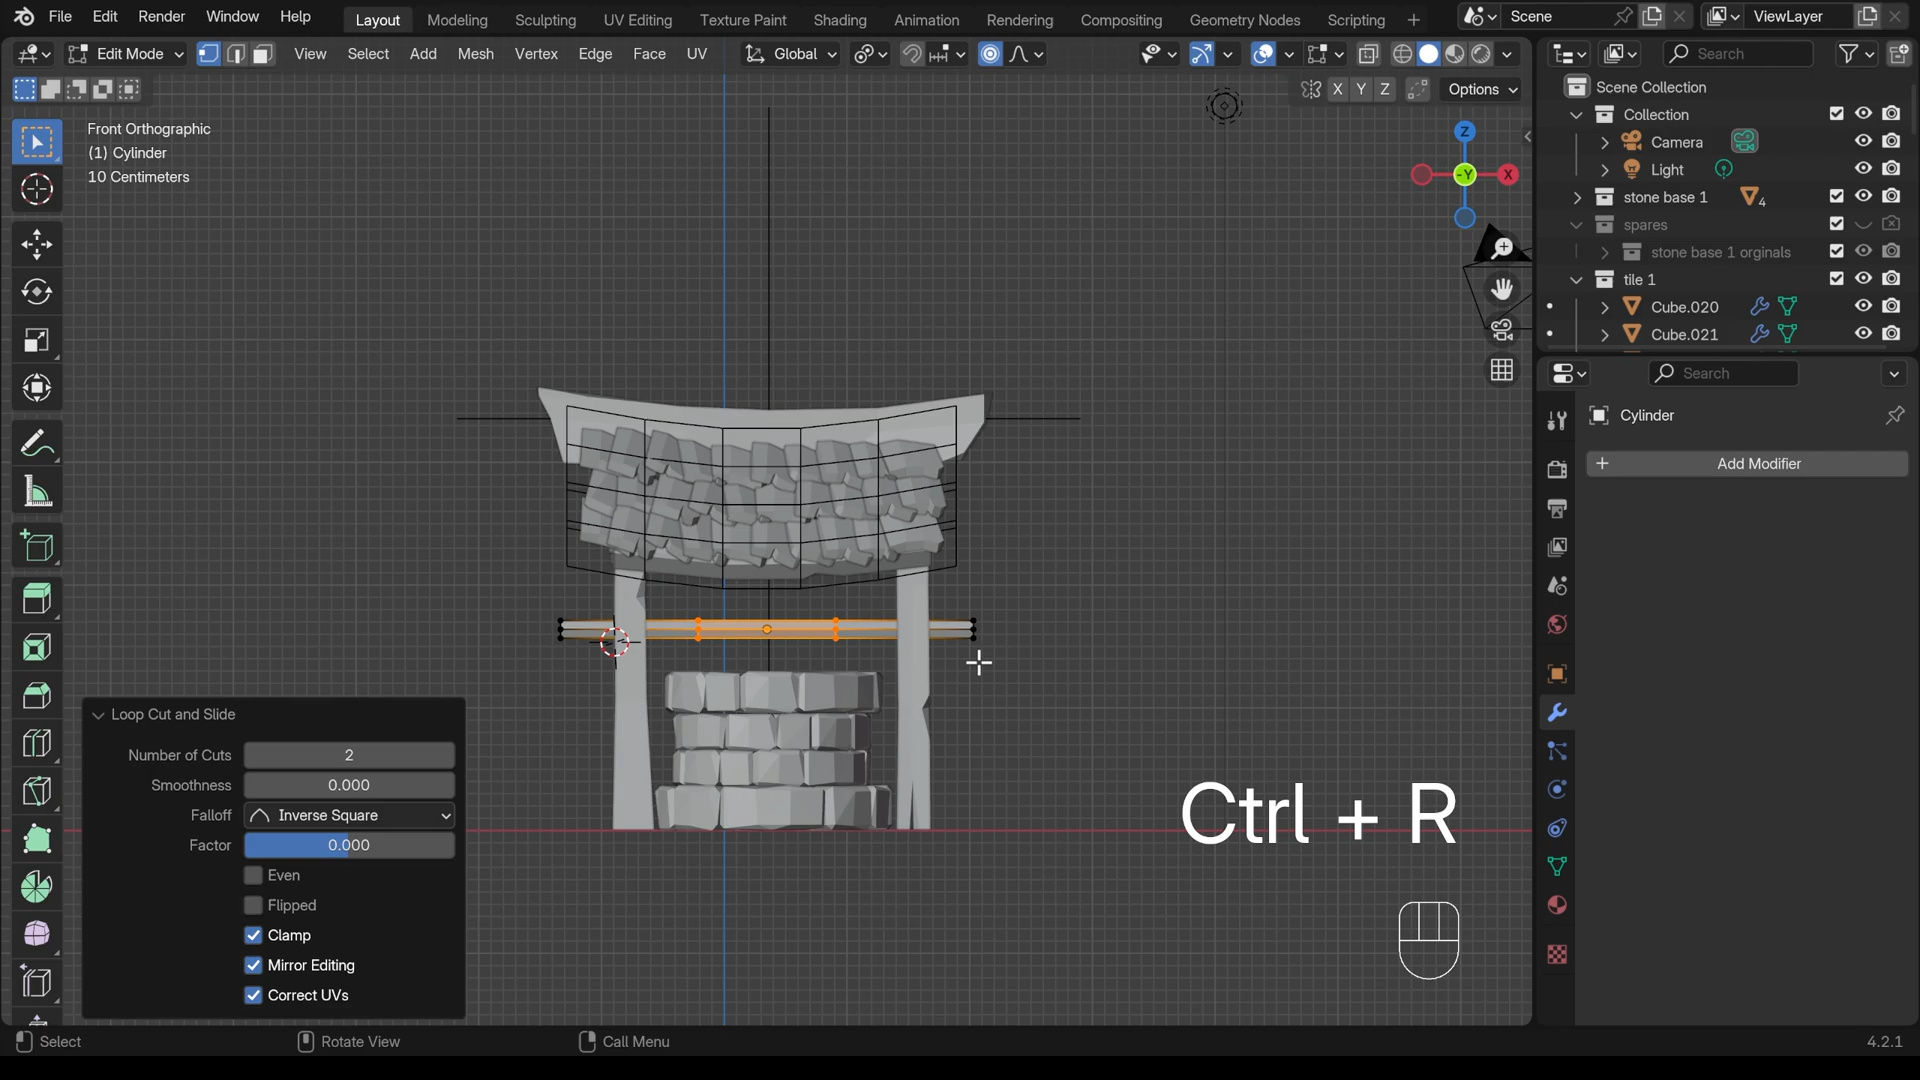 File Edit Render Window Help Layout Modeling Sculpting UV Editing Texture Paint Shading Animation Rendering Compositing Geometry Nodes Scripting + Scene ViewLayer
Edit Mode View Select Add Mesh Vertex Edge Face UV Global Search
X Y Z Options
Front Orthographic
(1) Cylinder
10 Centimeters
Z
-Y X
Scene Collection
Collection
Camera
Light
stone base 1 4
spares
stone base 1 orginals
tile 1
Cube.020
Cube.021
Search
Cylinder
+ Add Modifier
Loop Cut and Slide
Number of Cuts 2
Smoothness 0.000
Falloff Inverse Square
Factor 0.000
Even
Flipped
Clamp
Mirror Editing
Correct UVs
Ctrl + R
Select Rotate View Call Menu 4.2.1